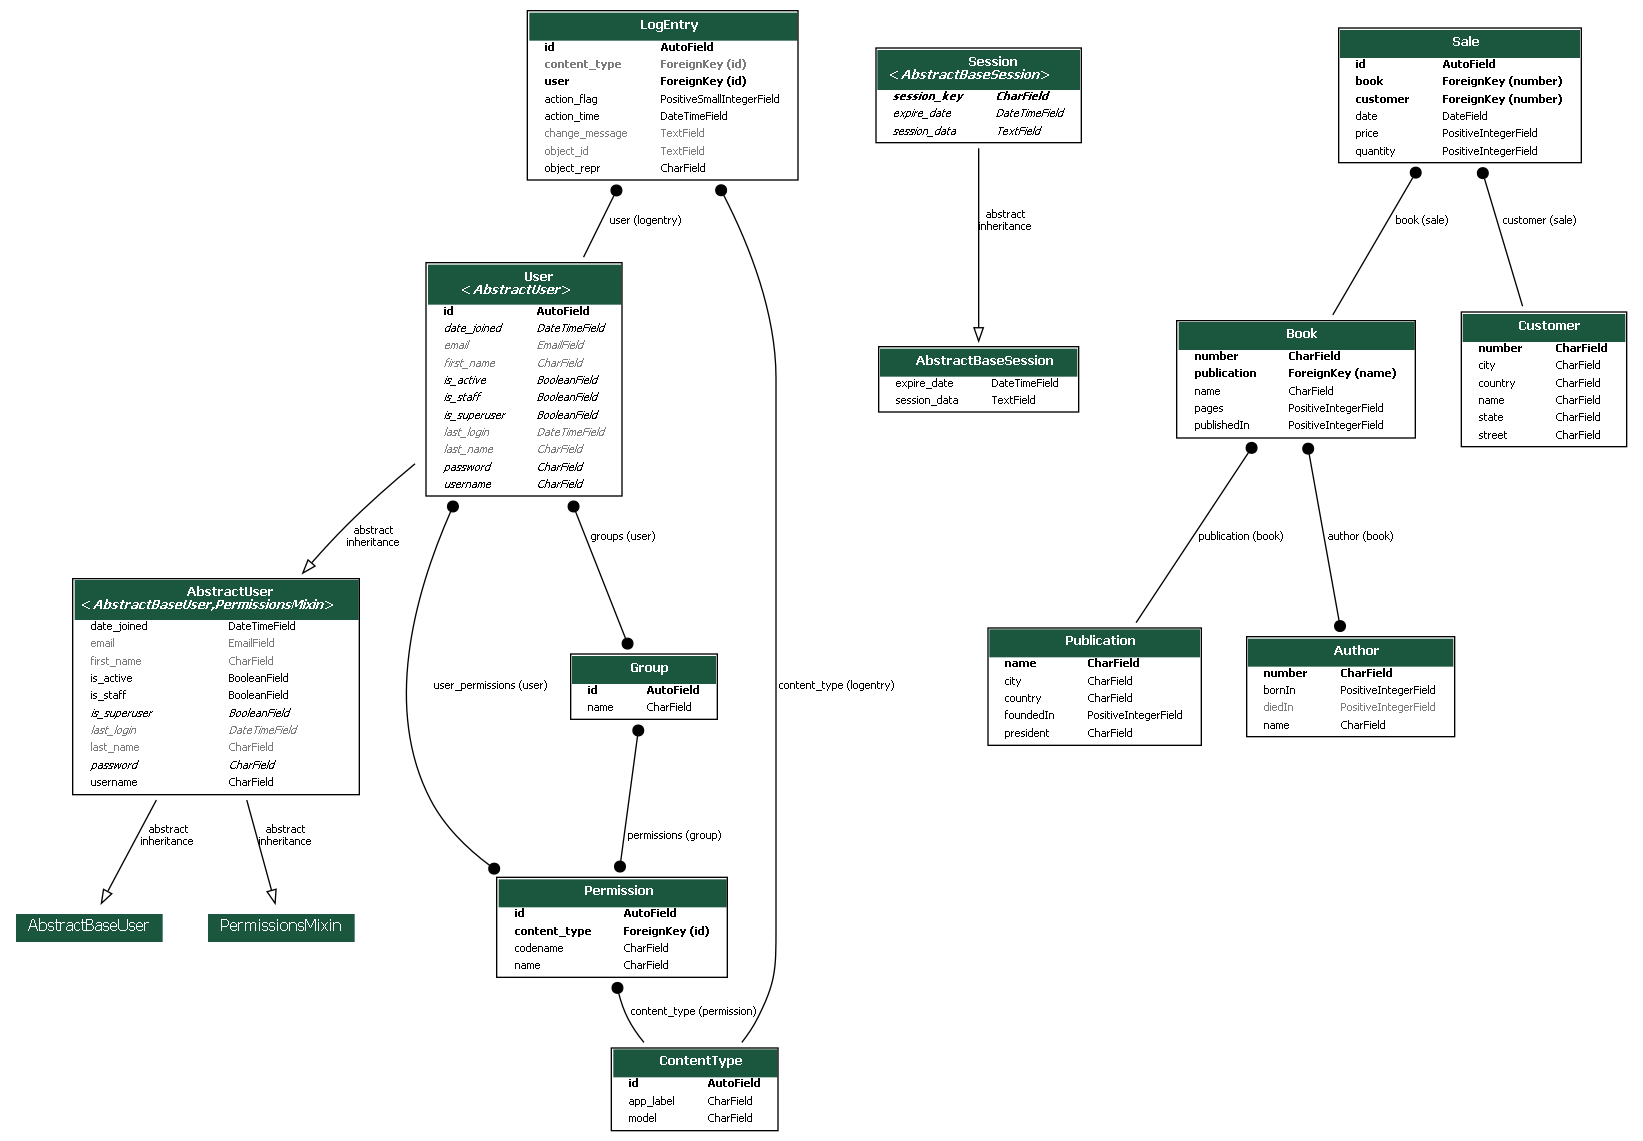 LogEntry
id AutoField
content_type ForeignKey (id)
user ForeignKey (id)
action_flag PositiveSmallIntegerField
action_time DateTimeField
change_message TextField
object_id TextField
object_repr CharField
user (logentry)
User
<AbstractUser>
id AutoField
date_joined DateTimeField
email EmailField
first_name CharField
is_active BooleanField
is_staff BooleanField
is_superuser BooleanField
last_login DateTimeField
last_name CharField
password CharField
username CharField
abstract
inheritance
groups (user)
AbstractUser
<AbstractBaseUser,PermissionsMixin>
date_joined DateTimeField
email EmailField
first_name CharField
is_active BooleanField
is_staff BooleanField
is_superuser BooleanField
last_login DateTimeField
last_name CharField
password CharField
username CharField
user_permissions (user)
Group
id AutoField
name CharField
content_type (logentry)
abstract
inheritance
abstract
inheritance
permissions (group)
AbstractBaseUser
PermissionsMixin
Permission
id AutoField
content_type ForeignKey (id)
codename CharField
name CharField
content_type (permission)
ContentType
id AutoField
app_label CharField
model CharField
Session
<AbstractBaseSession>
session_key CharField
expire_date DateTimeField
session_data TextField
abstract
inheritance
AbstractBaseSession
expire_date DateTimeField
session_data TextField
Sale
id AutoField
book ForeignKey (number)
customer ForeignKey (number)
date DateField
price PositiveIntegerField
quantity PositiveIntegerField
book (sale)
customer (sale)
Book
number CharField
publication ForeignKey (name)
name CharField
pages PositiveIntegerField
publishedIn PositiveIntegerField
Customer
number CharField
city CharField
country CharField
name CharField
state CharField
street CharField
publication (book)
author (book)
Publication
name CharField
city CharField
country CharField
foundedIn PositiveIntegerField
president CharField
Author
number CharField
bornIn PositiveIntegerField
diedIn PositiveIntegerField
name CharField